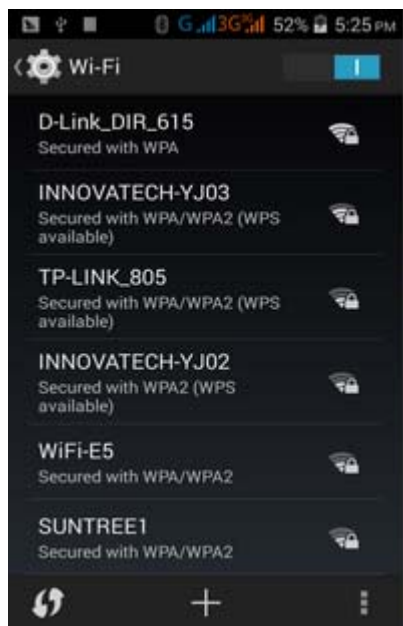 G 3G 52% 5:25 PM
Wi-Fi
D-Link_DIR_615
Secured with WPA
INNOVATECH-YJ03
Secured with WPA/WPA2 (WPS
available)
TP-LINK_805
Secured with WPA/WPA2 (WPS
available)
INNOVATECH-YJ02
Secured with WPA2 (WPS
available)
WiFi-E5
Secured with WPA/WPA2
SUNTREE1
Secured with WPA/WPA2